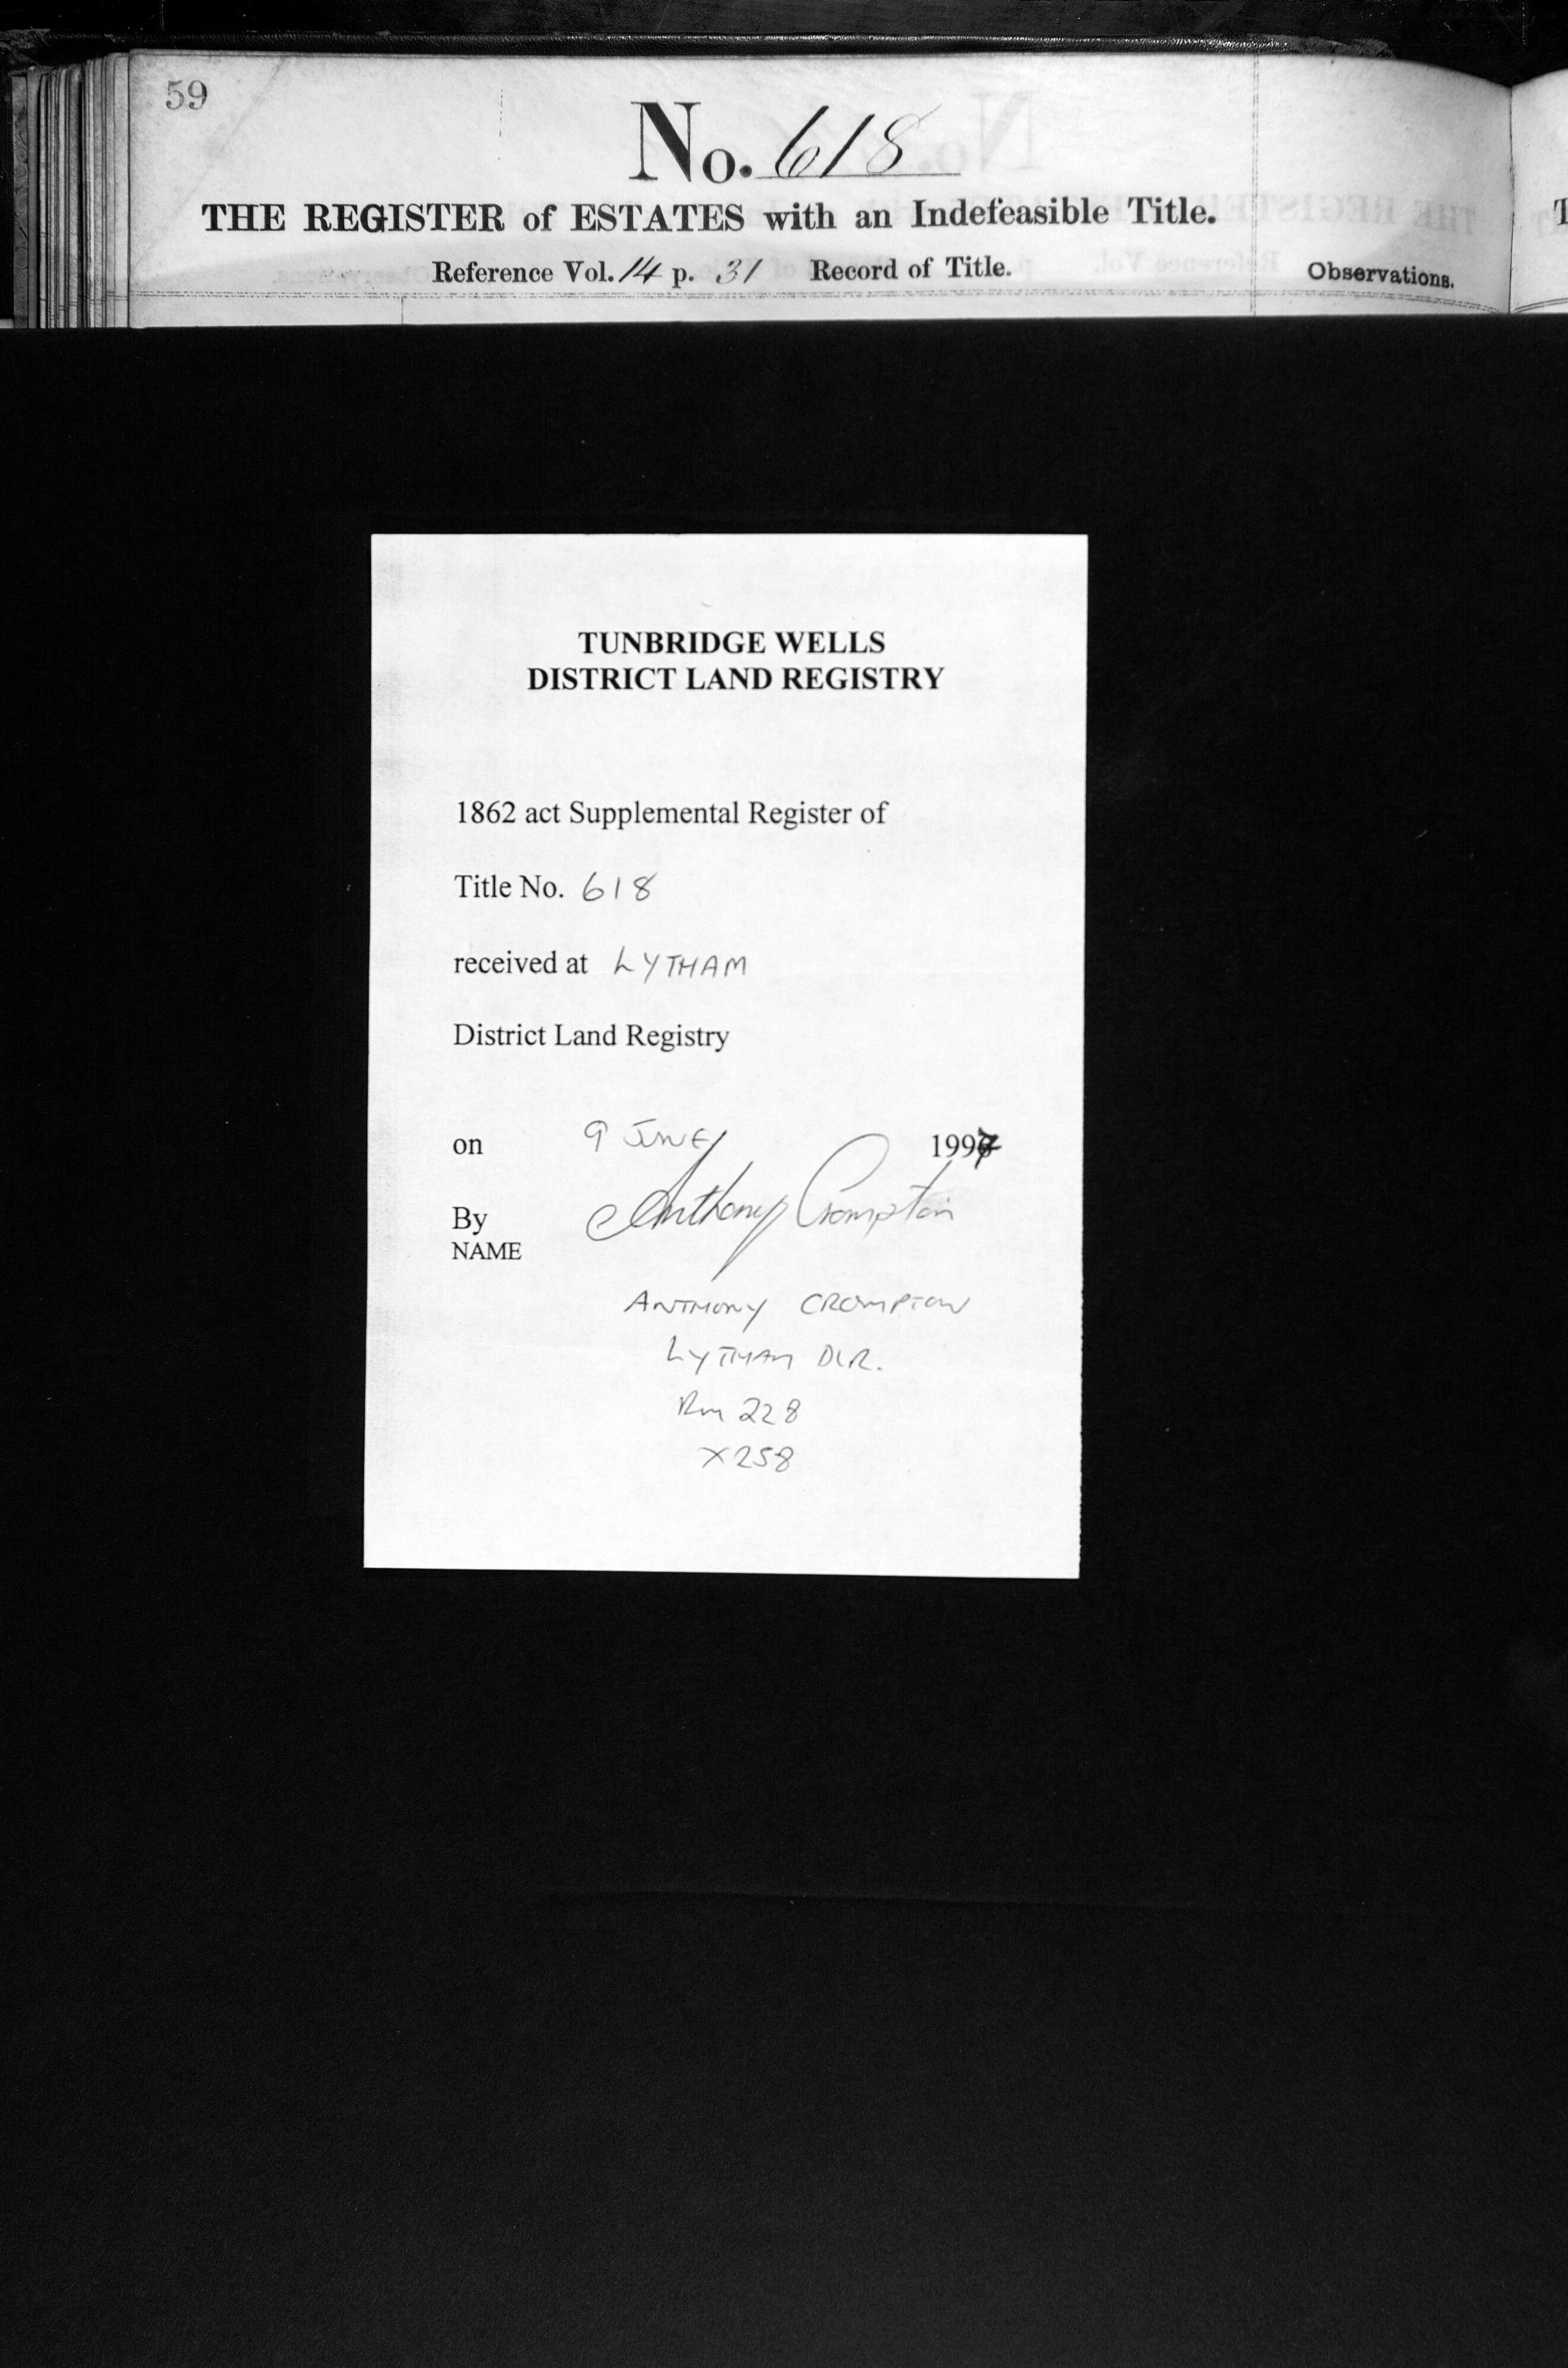 59
No. 618
THE REGISTER of ESTATES with an Indefeasible Title.
Reference Vol. 14 p. 31 Record of Title.
Observations.
TUNBRIDGE WELLS
DISTRICT LAND REGISTRY
1862 act Supplemental Register of
Title No. 618
received at LYTHAM
District Land Registry
on 9 JUNE 1997
By Anthony Crompton
NAME
ANTHONY CROMPTON
LYTHAM DLR.
Rm 228
X258